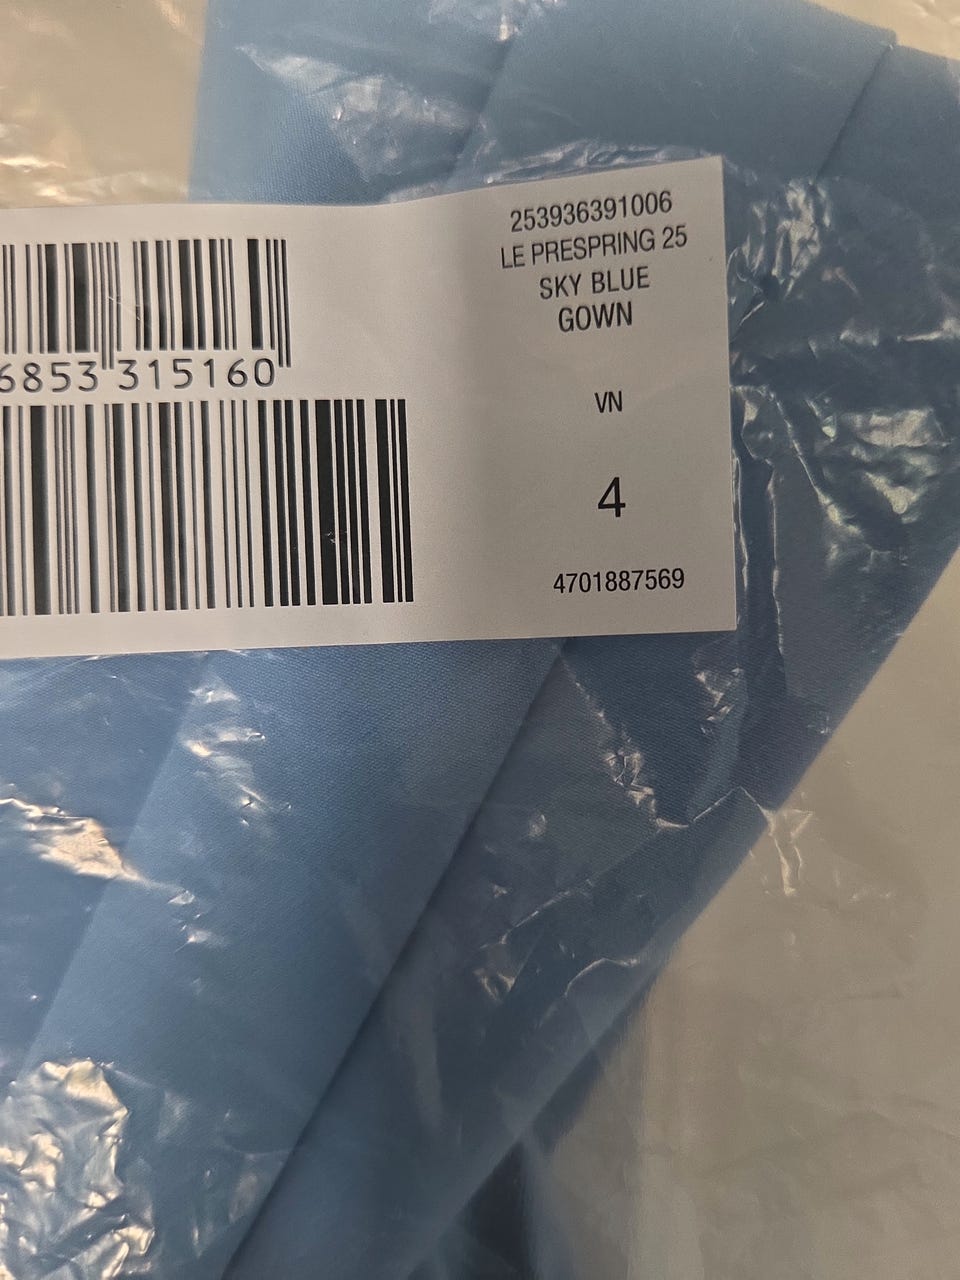 253936391006
LE PRESPRING 25
SKY BLUE
GOWN
6853 315160
VN
4
4701887569